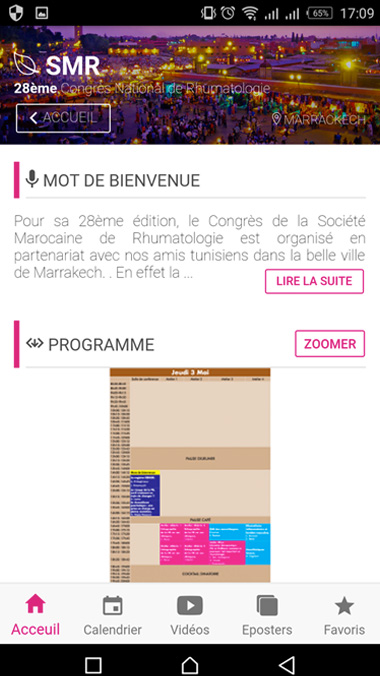 65% 17:09
SMR
28ème Congrès National de Rhumatologie
ACCUEIL
MARRAKECH
MOT DE BIENVENUE
Pour sa 28ème édition, le Congrès de la Société
Marocaine de Rhumatologie est organisé en
partenariat avec nos amis tunisiens dans la belle ville
de Marrakech. . En effet la ...
LIRE LA SUITE
PROGRAMME
ZOOMER
Jeudi 3 Mai
PAUSE DEJEUNER
PAUSE CAFE
COCKTAIL DINATOIRE
Acceuil
Calendrier
Vidéos
Eposters
Favoris